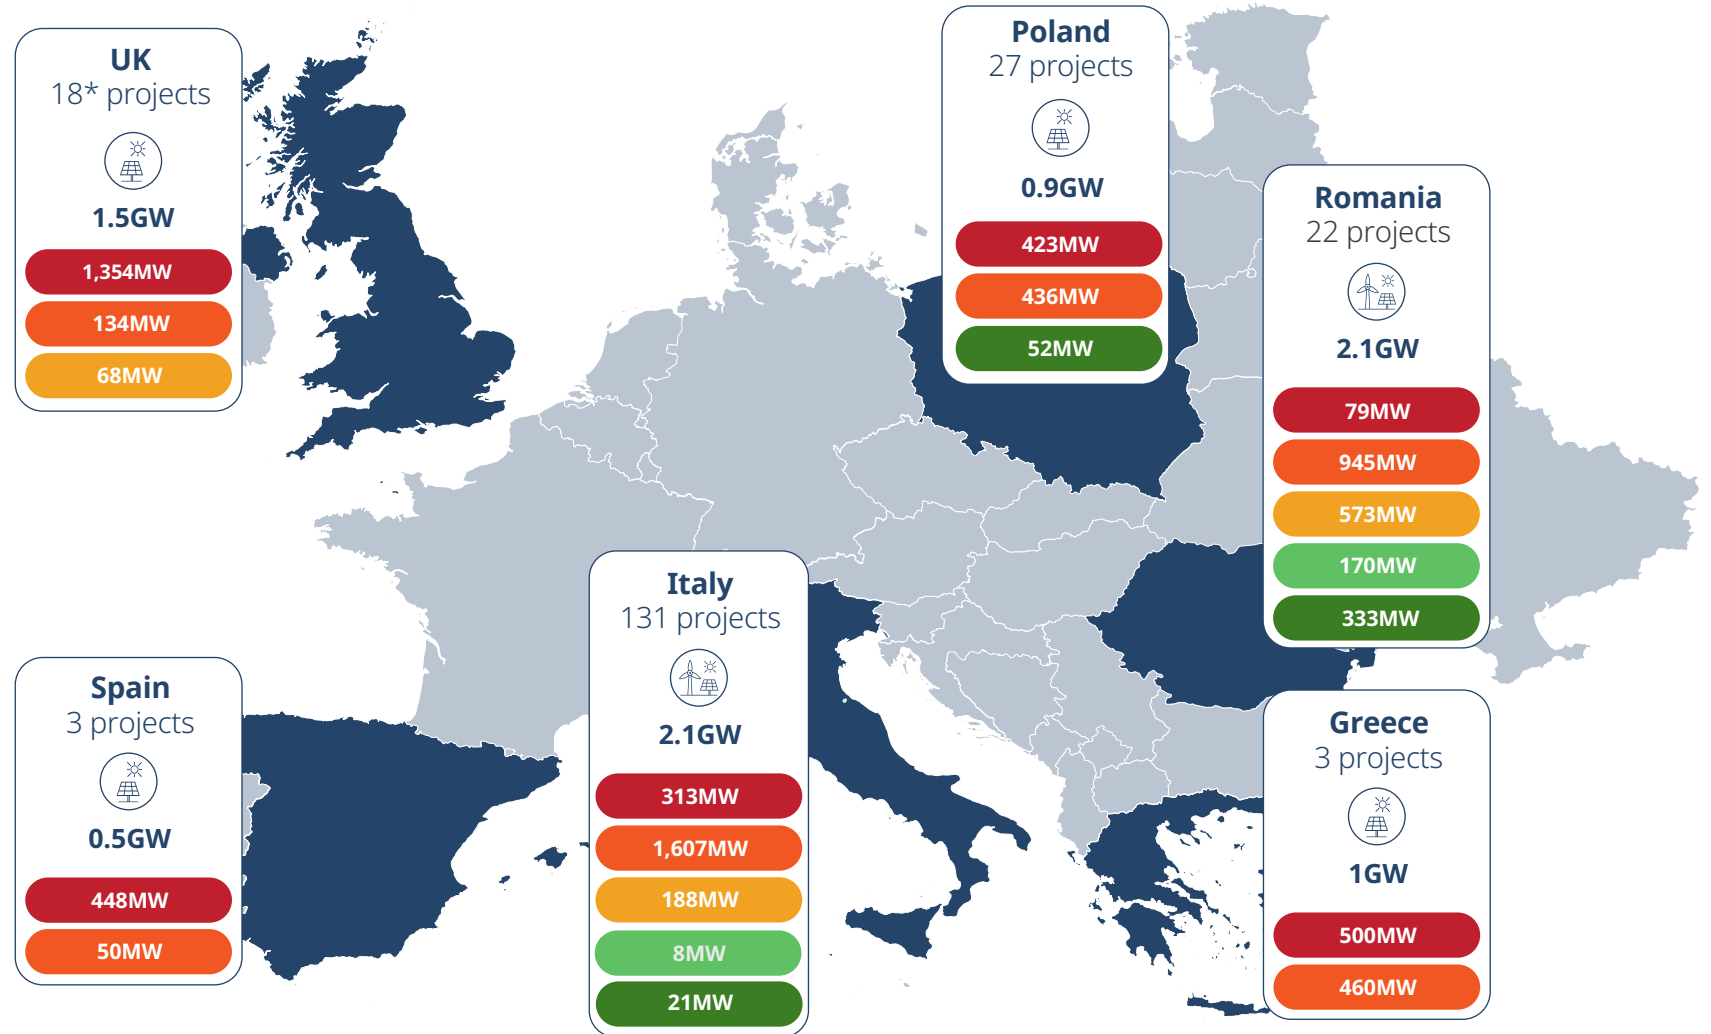 UK
18* projects
1.5GW
1,354MW
134MW
68MW
Poland
27 projects
0.9GW
423MW
436MW
52MW
Romania
22 projects
2.1GW
79MW
945MW
573MW
170MW
333MW
Italy
131 projects
2.1GW
313MW
1,607MW
188MW
8MW
21MW
Spain
3 projects
0.5GW
448MW
50MW
Greece
3 projects
1GW
500MW
460MW